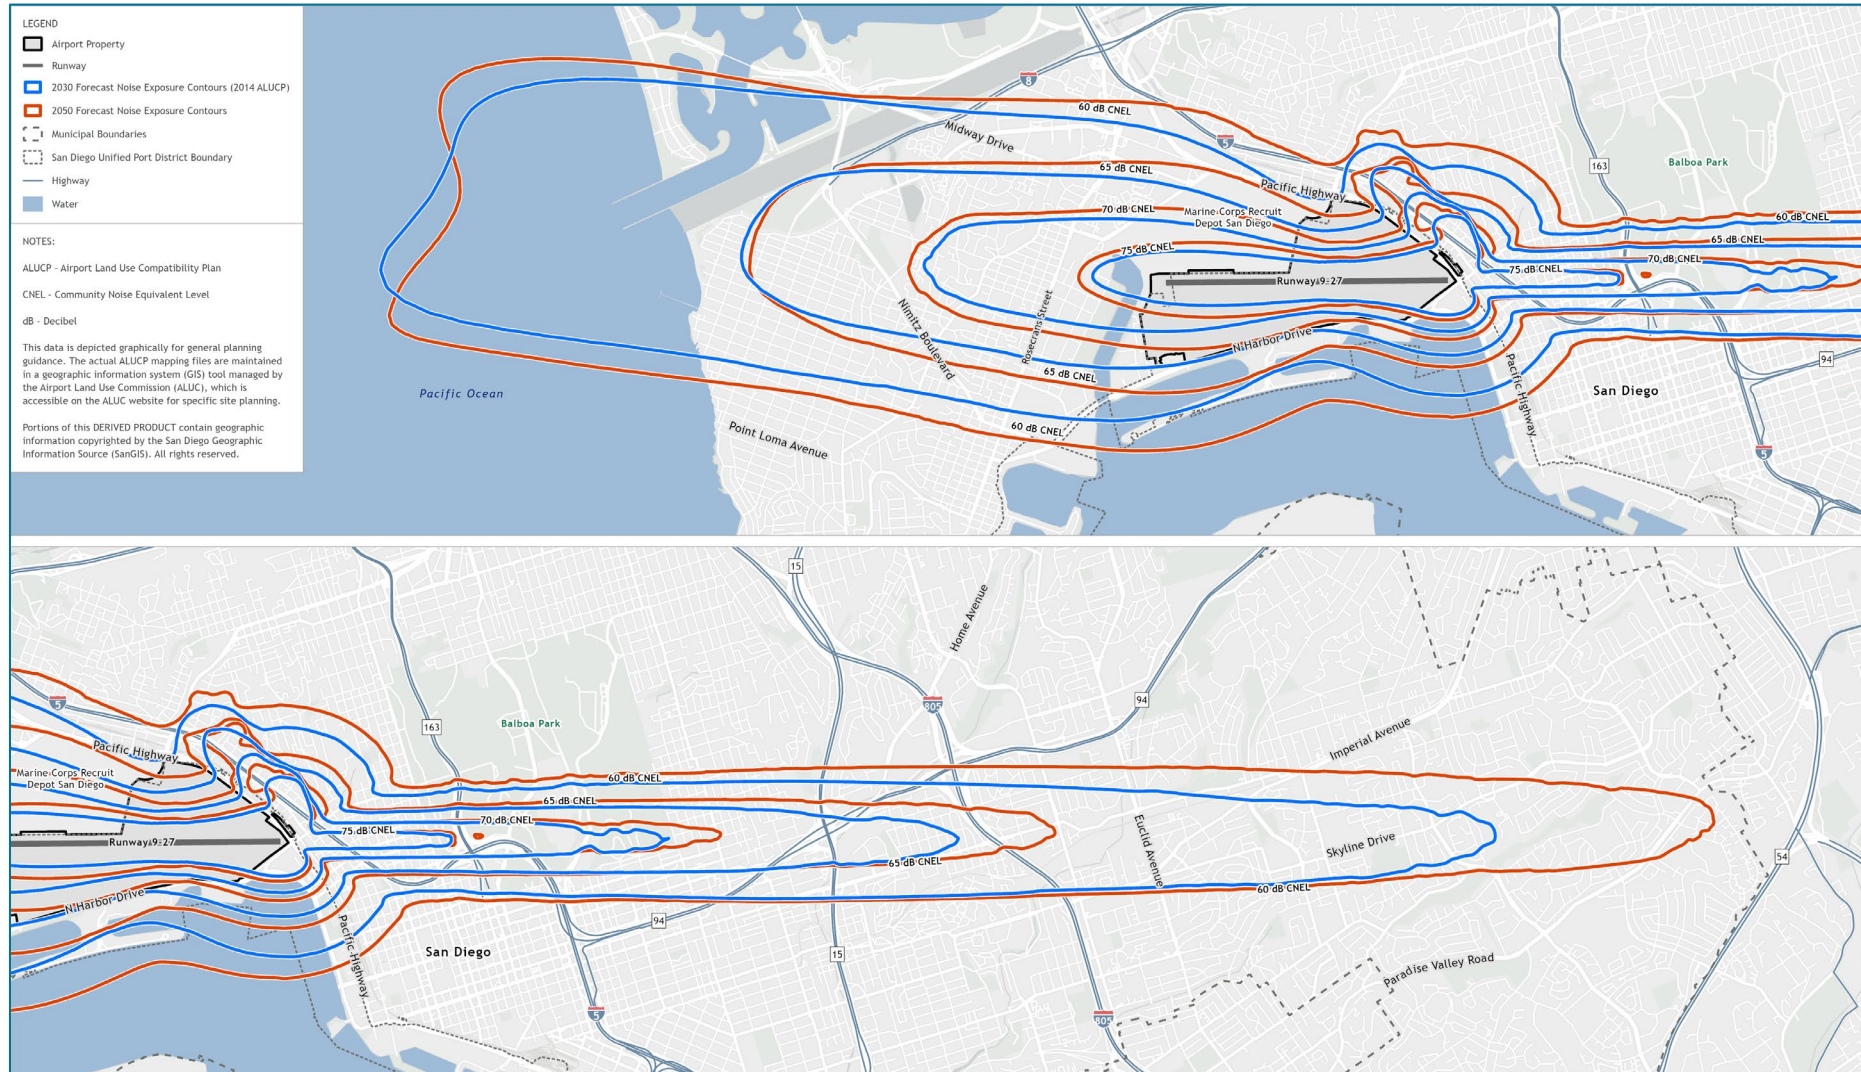 LEGEND
Airport Property
Runway
2030 Forecast Noise Exposure Contours (2014 ALUCP)
2050 Forecast Noise Exposure Contours
Municipal Boundaries
San Diego Unified Port District Boundary
Highway
Water
NOTES:
ALUCP - Airport Land Use Compatibility Plan
CNEL - Community Noise Equivalent Level
dB - Decibel
This data is depicted graphically for general planning
guidance. The actual ALUCP mapping files are maintained
in a geographic information system (GIS) tool managed by
the Airport Land Use Commission (ALUC), which is
accessible on the ALUC website for specific site planning.
Portions of this DERIVED PRODUCT contain geographic
information copyrighted by the San Diego Geographic
Information Source (SanGIS). All rights reserved.
8
60 dB CNEL
Midway Drive
5
163
Balboa Park
65 dB CNEL
Pacific Highway
70 dB CNEL
Marine Corps Recruit
Depot San Diego
60 dB CNEL
65 dB CNEL
75 dB CNEL
70 dB CNEL
75 dB CNEL
Runway 9-27
Nimitz Boulevard
Rosecrans Street
N Harbor Drive
94
65 dB CNEL
Pacific Highway
San Diego
Pacific Ocean
60 dB CNEL
Point Loma Avenue
5
15
Home Avenue
5
163
Balboa Park
805
94
Pacific Highway
Imperial Avenue
Marine Corps Recruit
Depot San Diego
60 dB CNEL
65 dB CNEL
70 dB CNEL
75 dB CNEL
Runway 9-27
Euclid Avenue
Skyline Drive
54
65 dB CNEL
60 dB CNEL
N Harbor Drive
94
Pacific Highway
San Diego
15
Paradise Valley Road
5
805